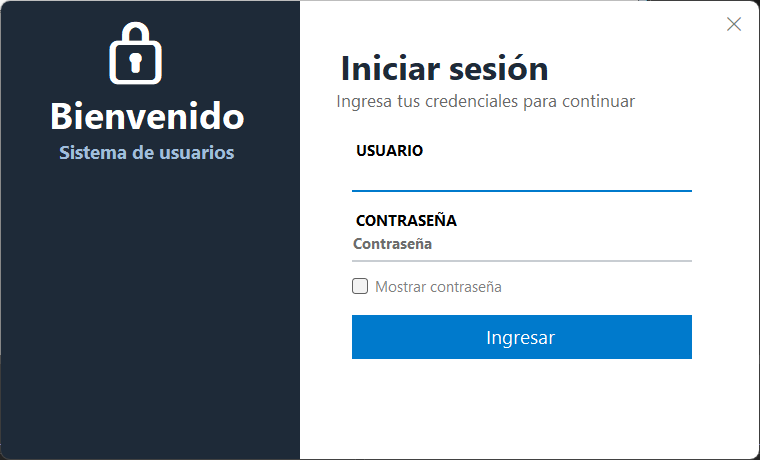 Bienvenido
Sistema de usuarios
Iniciar sesión
Ingresa tus credenciales para continuar
USUARIO
CONTRASEÑA
Contraseña
Mostrar contraseña
Ingresar